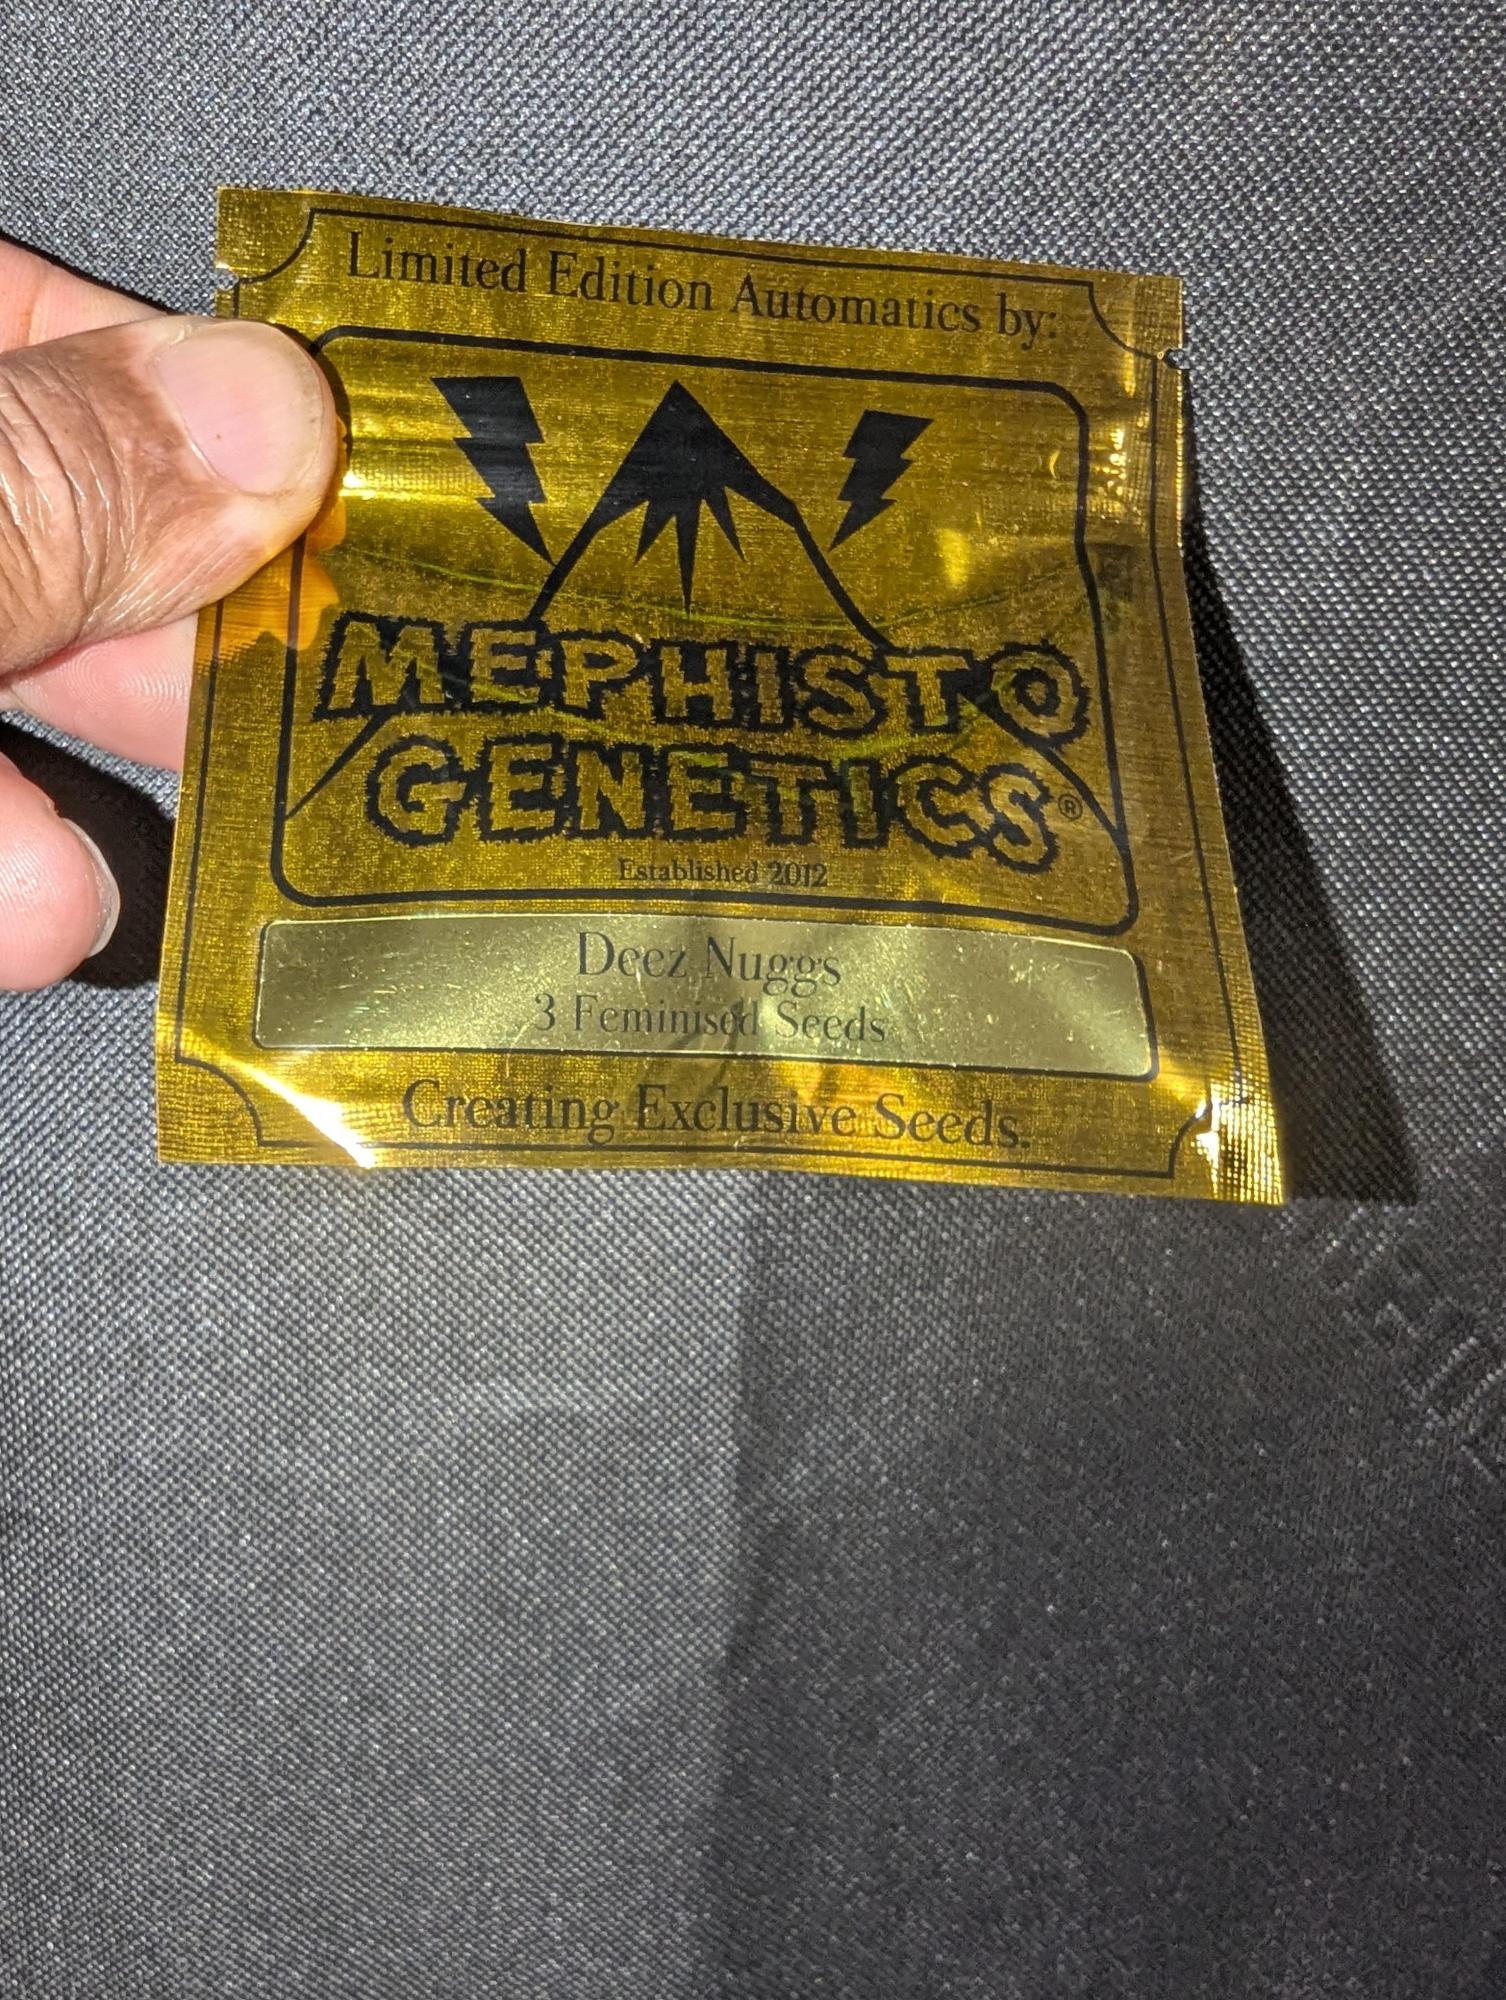 Limited Edition Automatics by:
MEPHISTO
GENETICS®
Established 2012
Deez Nuggs
3 Feminised Seeds
Creating Exclusive Seeds.